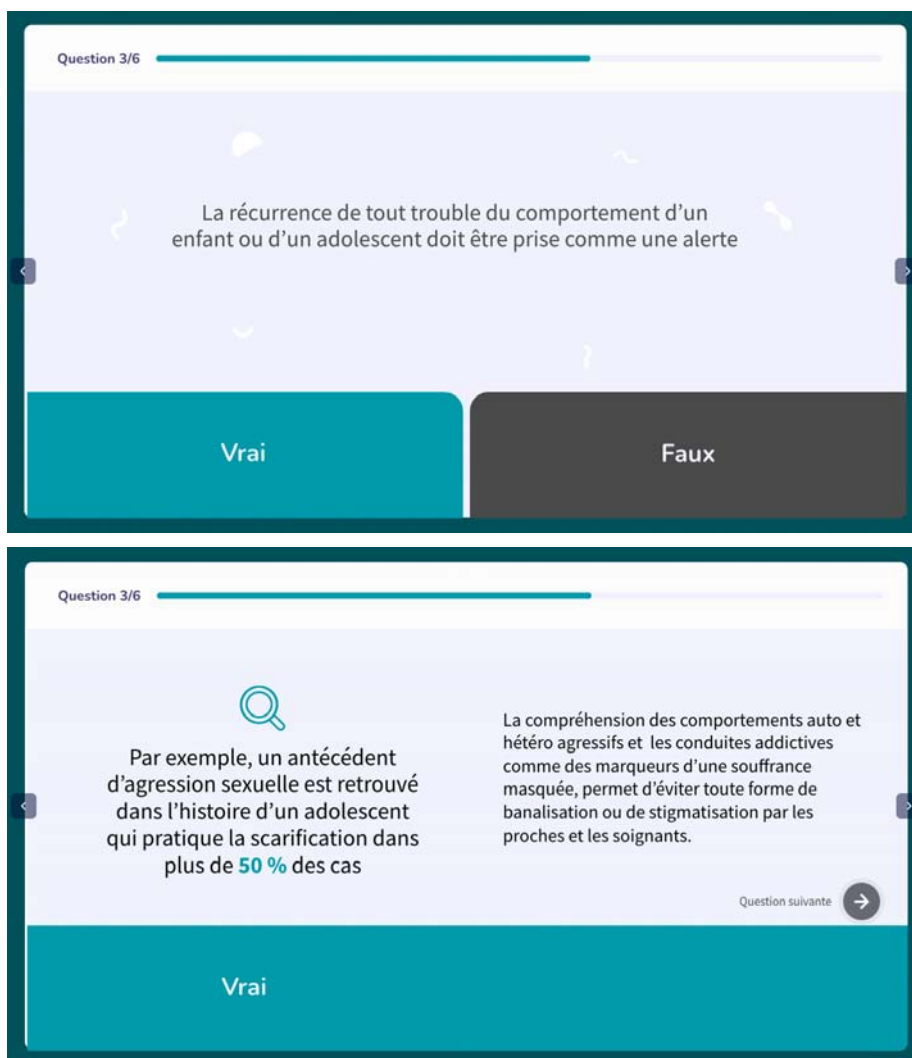 Question 3/6
La récurrence de tout trouble du comportement d'un
enfant ou d'un adolescent doit être prise comme une alerte
Vrai
Faux
Question 3/6
Par exemple, un antécédent
d'agression sexuelle est retrouvé
dans l'histoire d'un adolescent
qui pratique la scarification dans
plus de 50 % des cas
La compréhension des comportements auto et
hétéro agressifs et les conduites addictives
comme des marqueurs d'une souffrance
masquée, permet d'éviter toute forme de
banalisation ou de stigmatisation par les
proches et les soignants.
Question suivante
Vrai